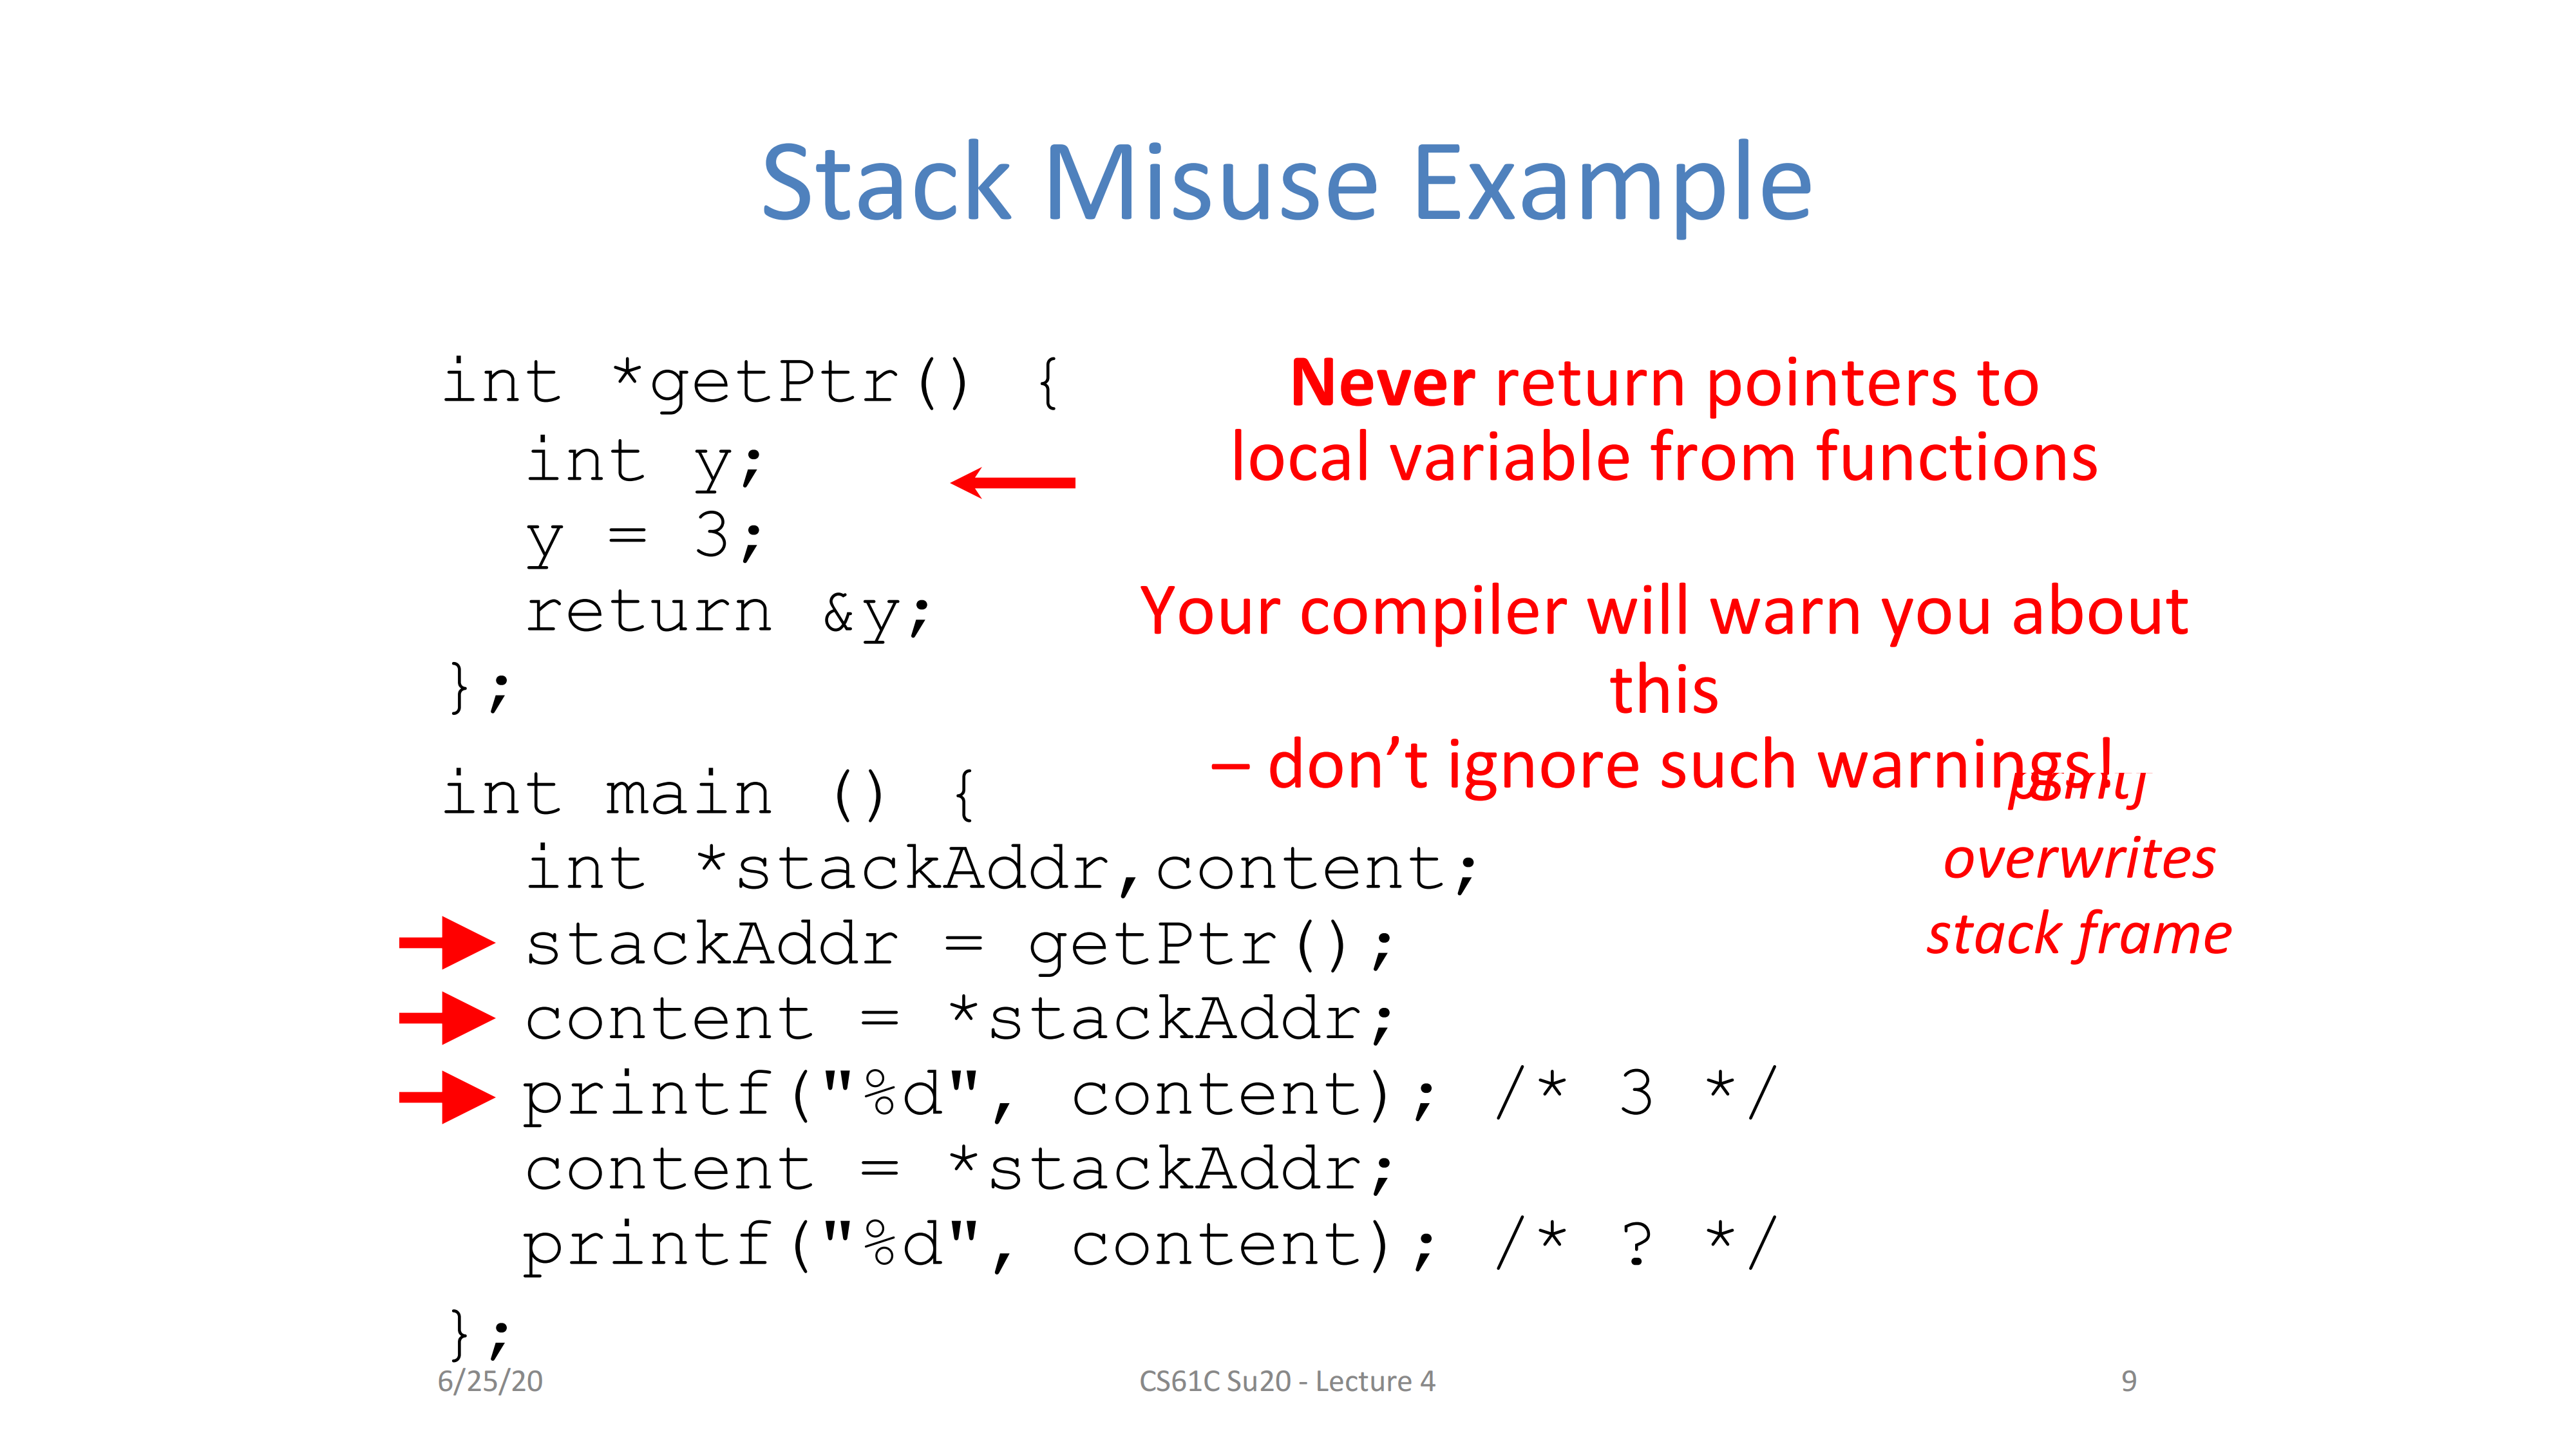 Stack Misuse Example
int *getPtr() {
int y;
y = 3;
return &y;
};
Never return pointers to
local variable from functions
Your compiler will warn you about
this
– don’t ignore such warnings!
int main () {
int *stackAddr,content;
stackAddr = getPtr();
content = *stackAddr;
printf("%d", content); /* 3 */
content = *stackAddr;
printf("%d", content); /* ? */
};
printf
overwrites
stack frame
6/25/20
CS61C Su20 - Lecture 4
9